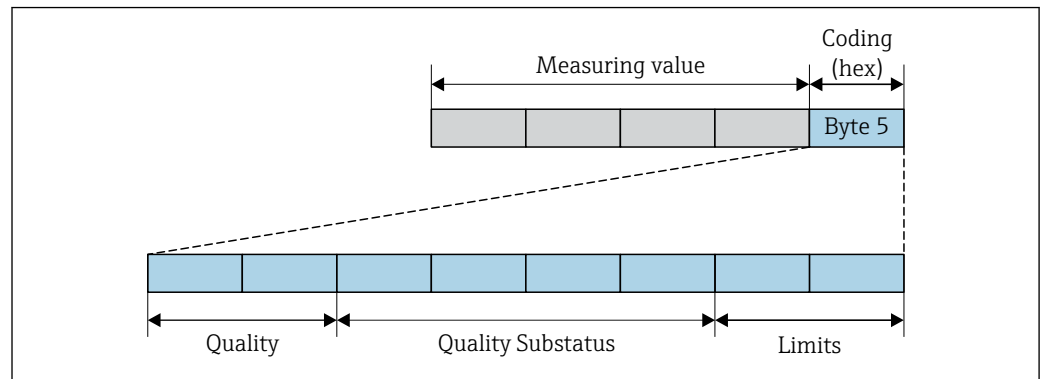 Coding
(hex)
Measuring value
Byte 5
Quality
Quality Substatus
Limits